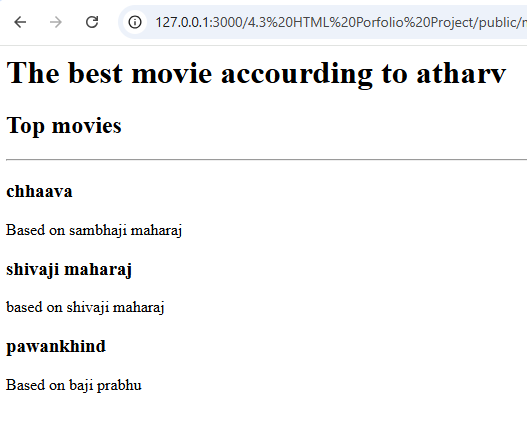 127.0.0.1:3000/4.3%20HTML%20Porfolio%20Project/public/
The best movie accourding to atharv
Top movies
chhaava
Based on sambhaji maharaj
shivaji maharaj
based on shivaji maharaj
pawankhind
Based on baji prabhu